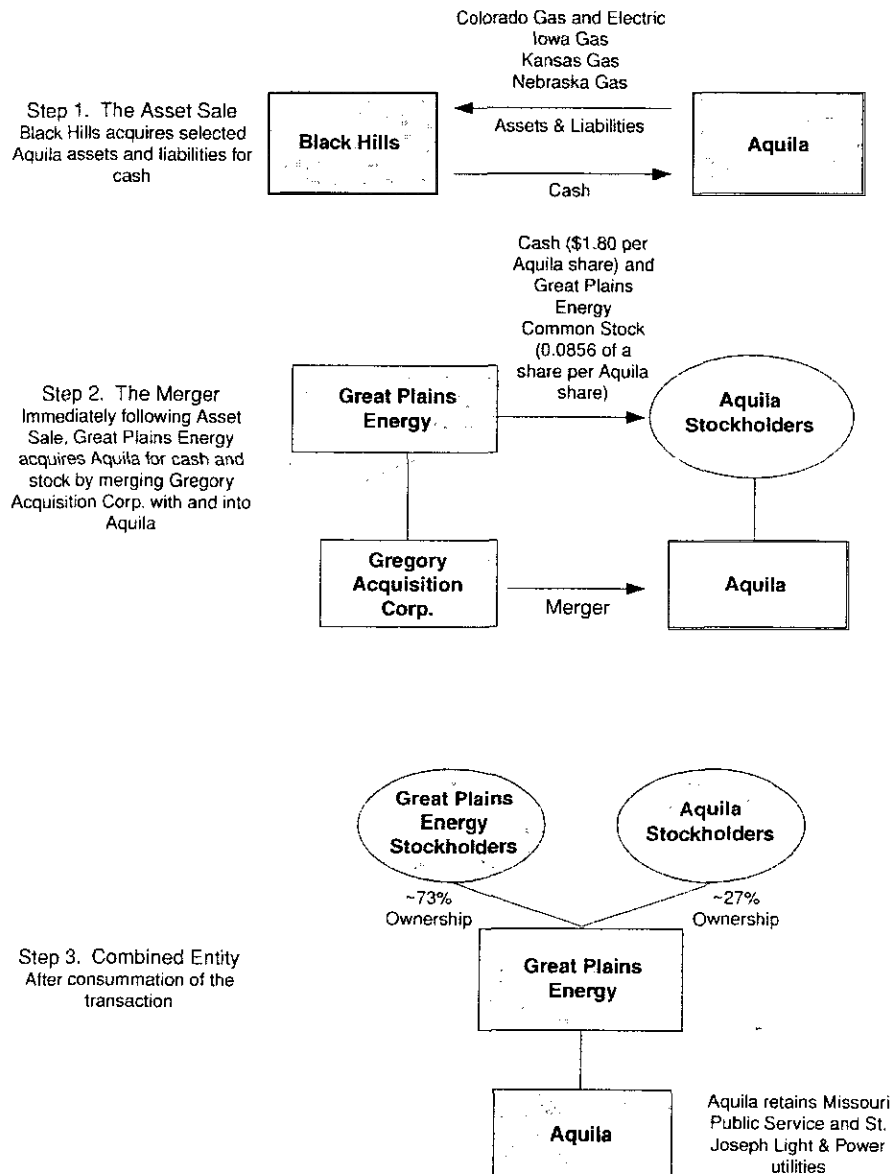 Colorado Gas and Electric
Iowa Gas
Kansas Gas
Nebraska Gas
Step 1. The Asset Sale
Black Hills acquires selected
Aquila assets and liabilities for
cash
Black Hills
Assets & Liabilities
Cash
Aquila
Cash ($1.80 per
Aquila share) and
Great Plains
Energy
Common Stock
(0.0856 of a
share per Aquila
share)
Step 2. The Merger
Immediately following Asset
Sale, Great Plains Energy
acquires Aquila for cash and
stock by merging Gregory
Acquisition Corp. with and into
Aquila
Great Plains
Energy
Aquila
Stockholders
Gregory
Acquisition
Corp.
Merger
Aquila
Great Plains
Energy
Stockholders
Aquila
Stockholders
~73%
Ownership
~27%
Ownership
Step 3. Combined Entity
After consummation of the
transaction
Great Plains
Energy
Aquila
Aquila retains Missouri
Public Service and St.
Joseph Light & Power
utilities